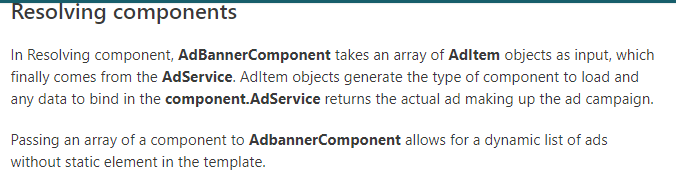 Resolving components
In Resolving component, AdBannerComponent takes an array of AdItem objects as input, which
finally comes from the AdService. AdItem objects generate the type of component to load and
any data to bind in the component.AdService returns the actual ad making up the ad campaign.
Passing an array of a component to AdbannerComponent allows for a dynamic list of ads
without static element in the template.